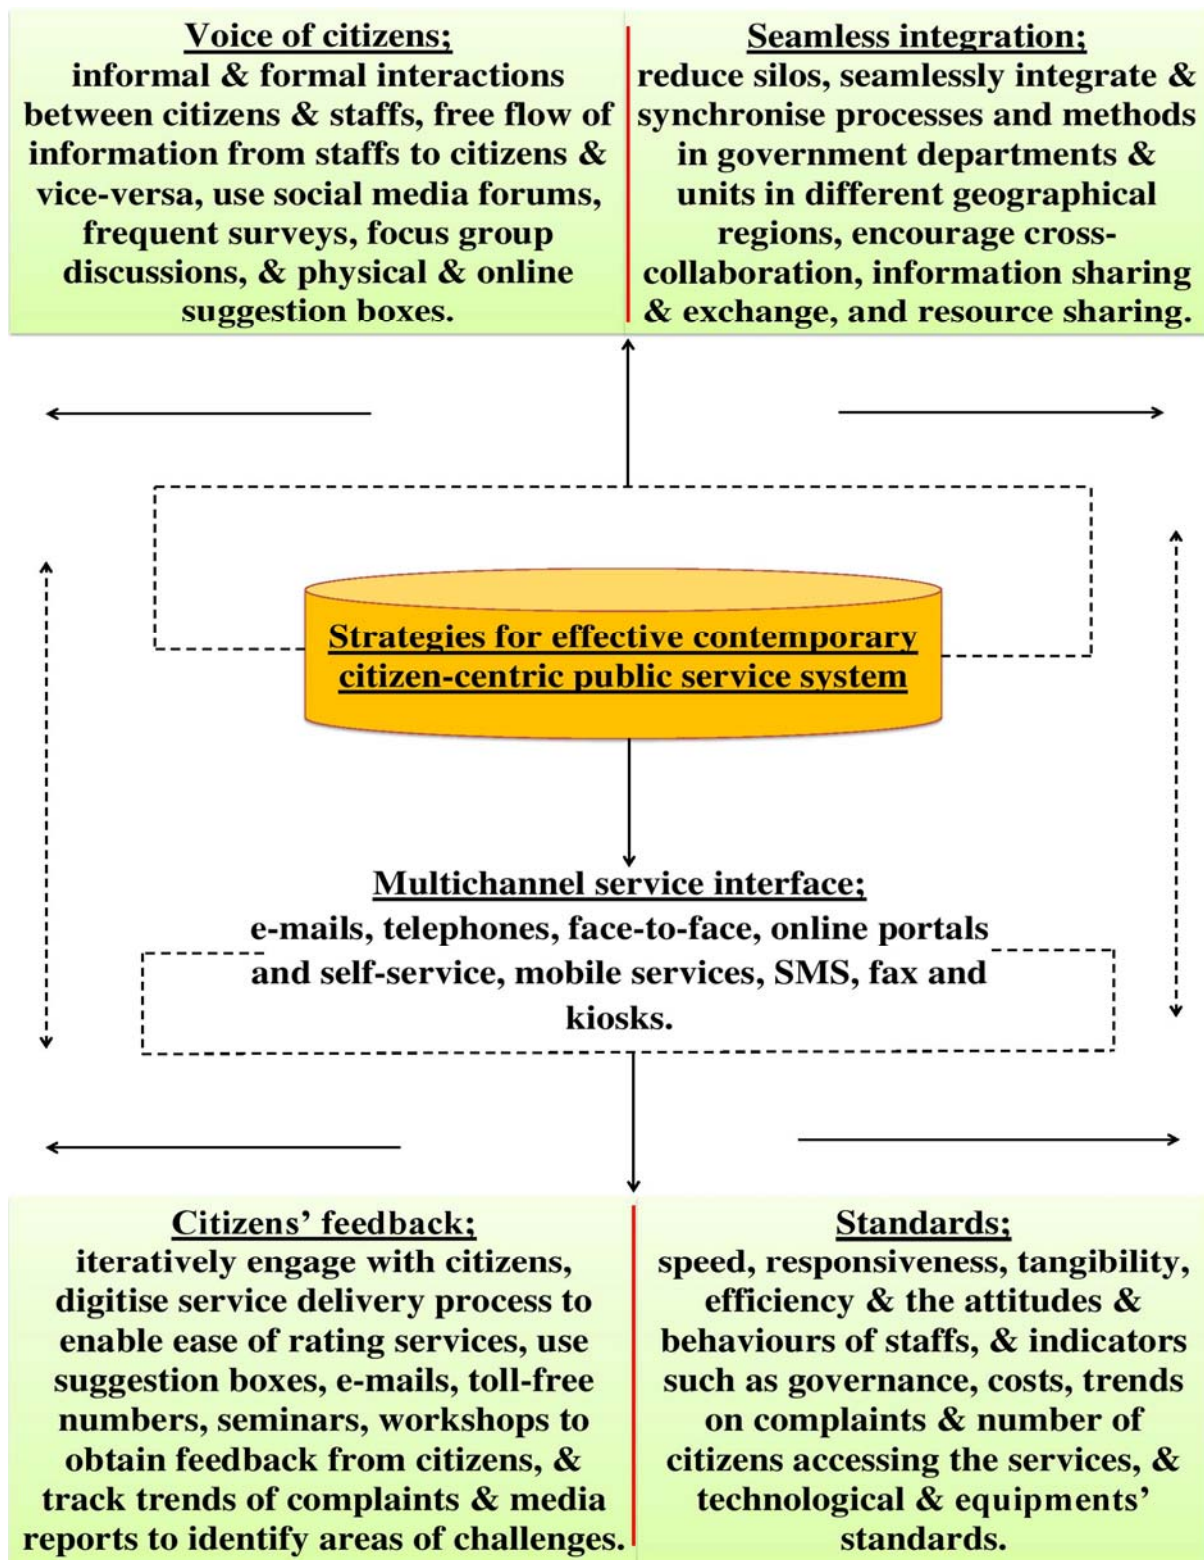 Voice of citizens;
informal & formal interactions
between citizens & staffs, free flow of
information from staffs to citizens &
vice-versa, use social media forums,
frequent surveys, focus group
discussions, & physical & online
suggestion boxes.
Seamless integration;
reduce silos, seamlessly integrate &
synchronise processes and methods
in government departments &
units in different geographical
regions, encourage cross-
collaboration, information sharing
& exchange, and resource sharing.
Strategies for effective contemporary
citizen-centric public service system
Multichannel service interface;
e-mails, telephones, face-to-face, online portals
and self-service, mobile services, SMS, fax and
kiosks.
Citizens’ feedback;
iteratively engage with citizens,
digitise service delivery process to
enable ease of rating services, use
suggestion boxes, e-mails, toll-free
numbers, seminars, workshops to
obtain feedback from citizens, &
track trends of complaints & media
reports to identify areas of challenges.
Standards;
speed, responsiveness, tangibility,
efficiency & the attitudes &
behaviours of staffs, & indicators
such as governance, costs, trends
on complaints & number of
citizens accessing the services, &
technological & equipments’
standards.